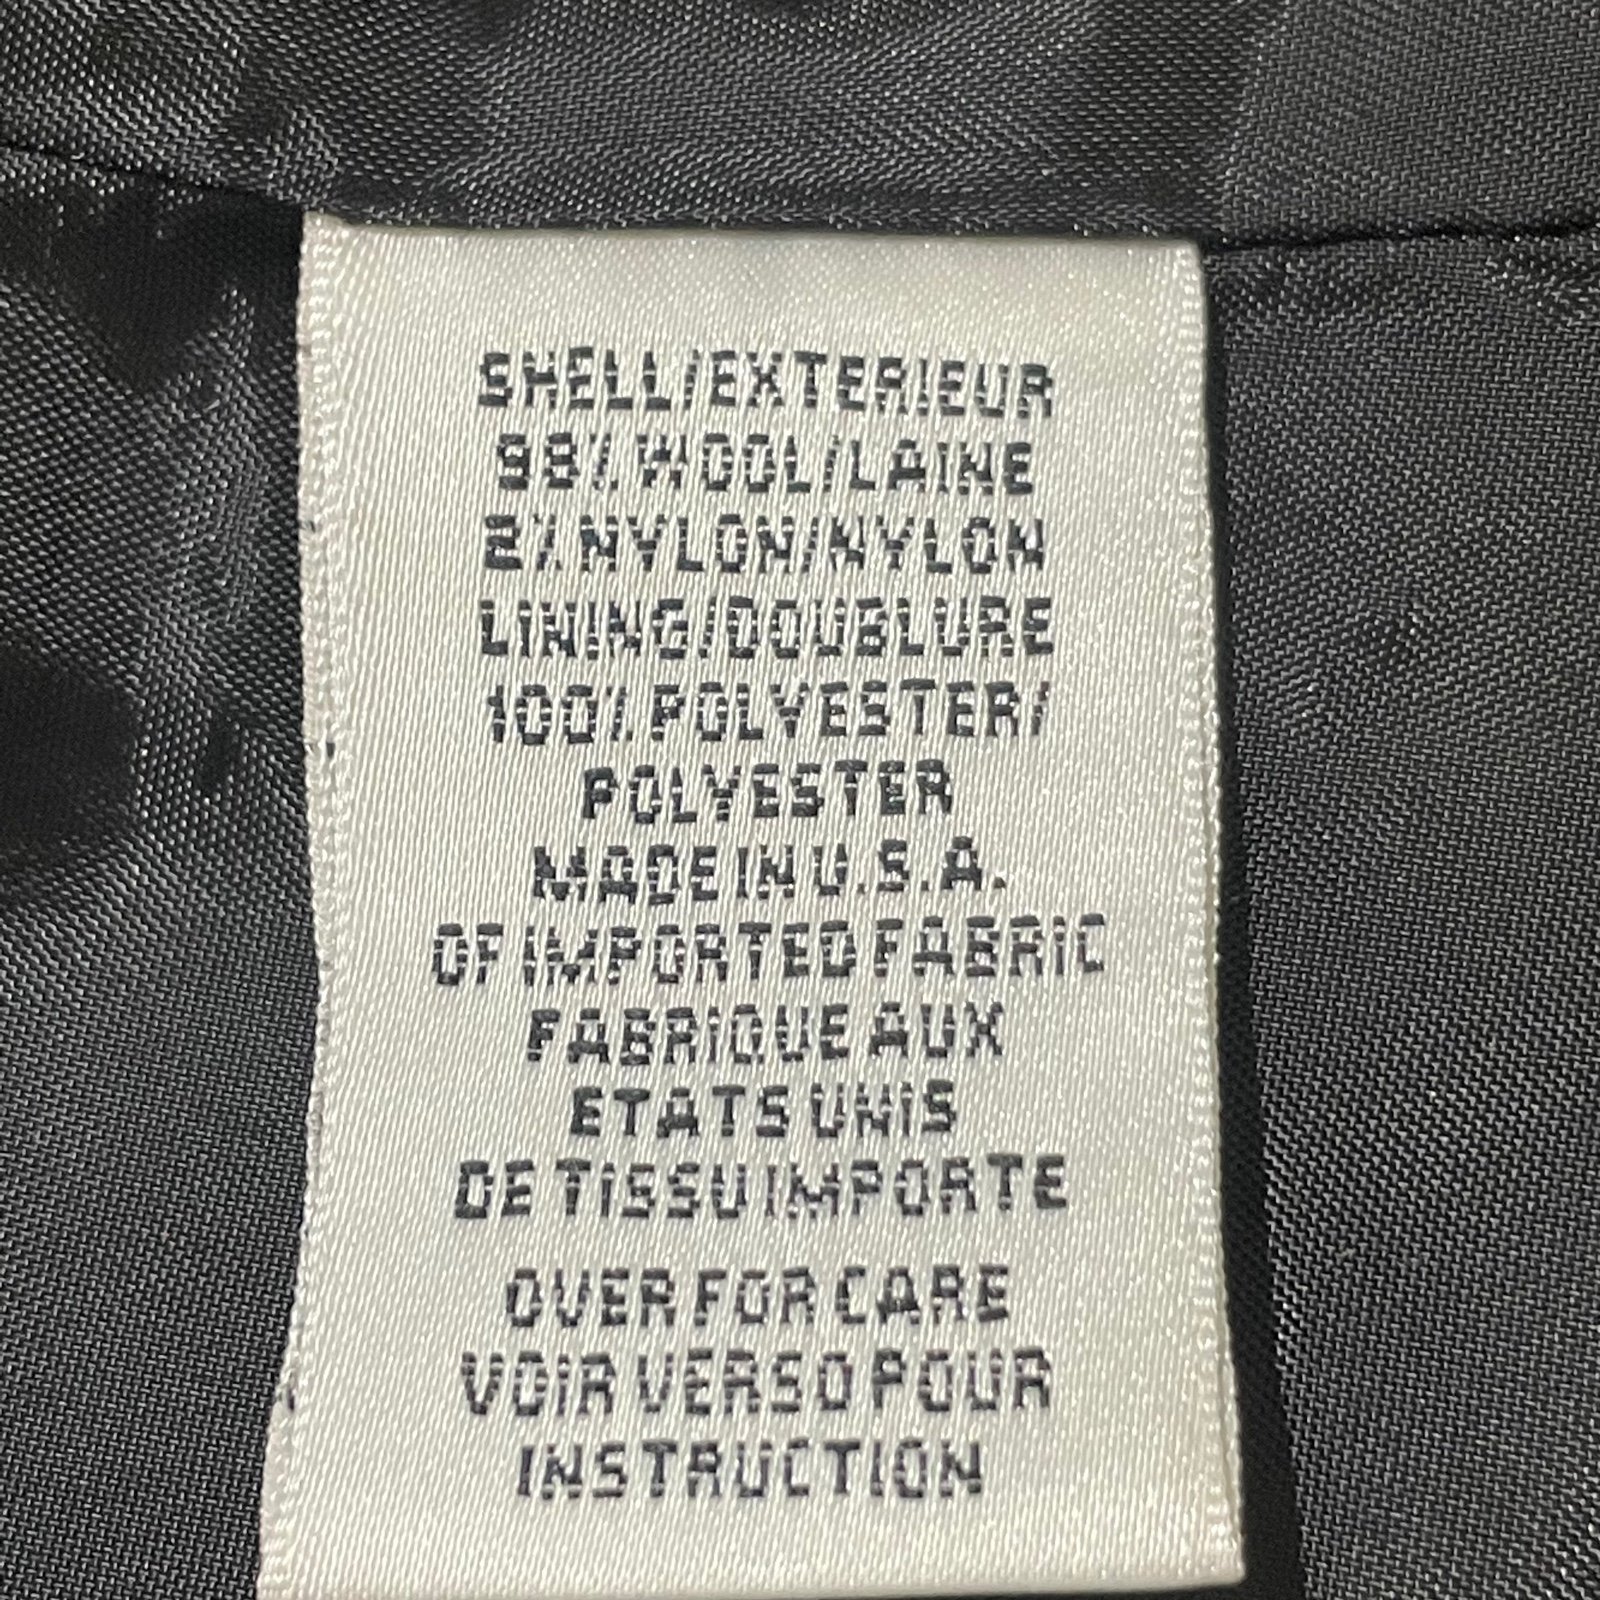 SHELL/EXTERIEUR
98% WOOL/LAINE
2% NYLON/NYLON
LINING/DOUBLURE
100% POLYESTER/
POLYESTER
MADE IN U.S.A.
OF IMPORTED FABRIC
FABRIQUE AUX
ETATS UNIS
DE TISSU IMPORTE
OVER FOR CARE
VOIR VERSO POUR
INSTRUCTION